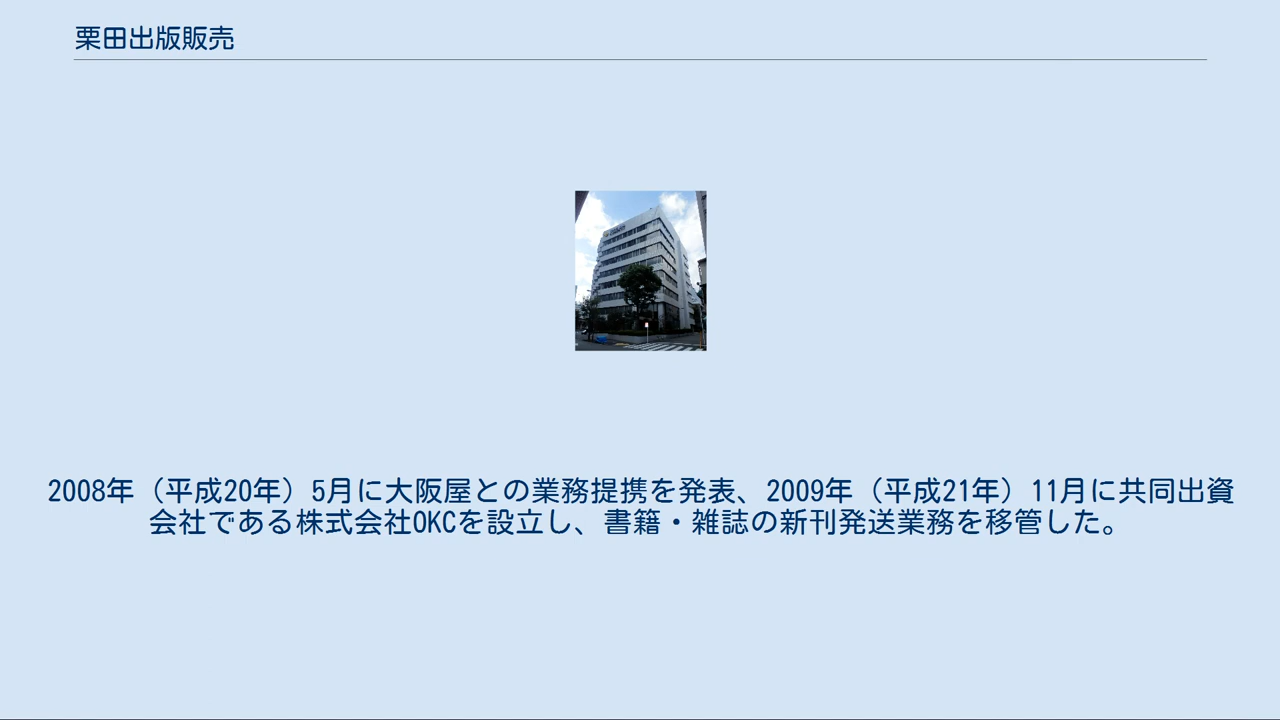 栗田出版販売
2008年（平成20年）5月に大阪屋との業務提携を発表、2009年（平成21年）11月に共同出資
会社である株式会社OKCを設立し、書籍・雑誌の新刊発送業務を移管した。